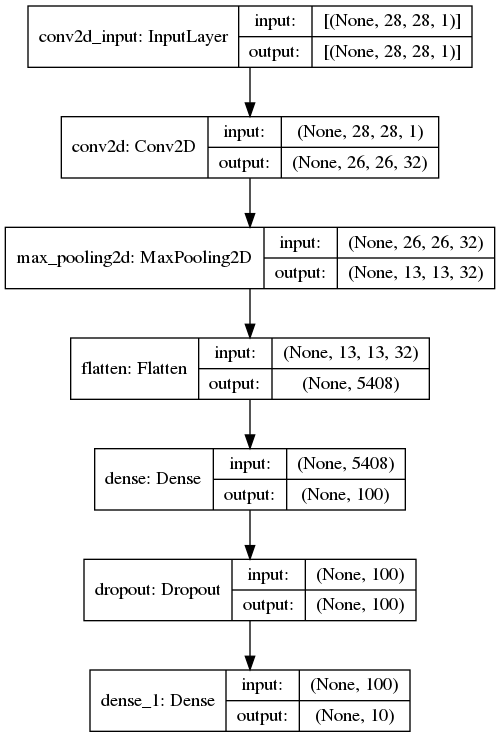 conv2d_input: InputLayer
input: [(None, 28, 28, 1)]
output: [(None, 28, 28, 1)]
conv2d: Conv2D
input: (None, 28, 28, 1)
output: (None, 26, 26, 32)
max_pooling2d: MaxPooling2D
input: (None, 26, 26, 32)
output: (None, 13, 13, 32)
flatten: Flatten
input: (None, 13, 13, 32)
output: (None, 5408)
dense: Dense
input: (None, 5408)
output: (None, 100)
dropout: Dropout
input: (None, 100)
output: (None, 100)
dense_1: Dense
input: (None, 100)
output: (None, 10)